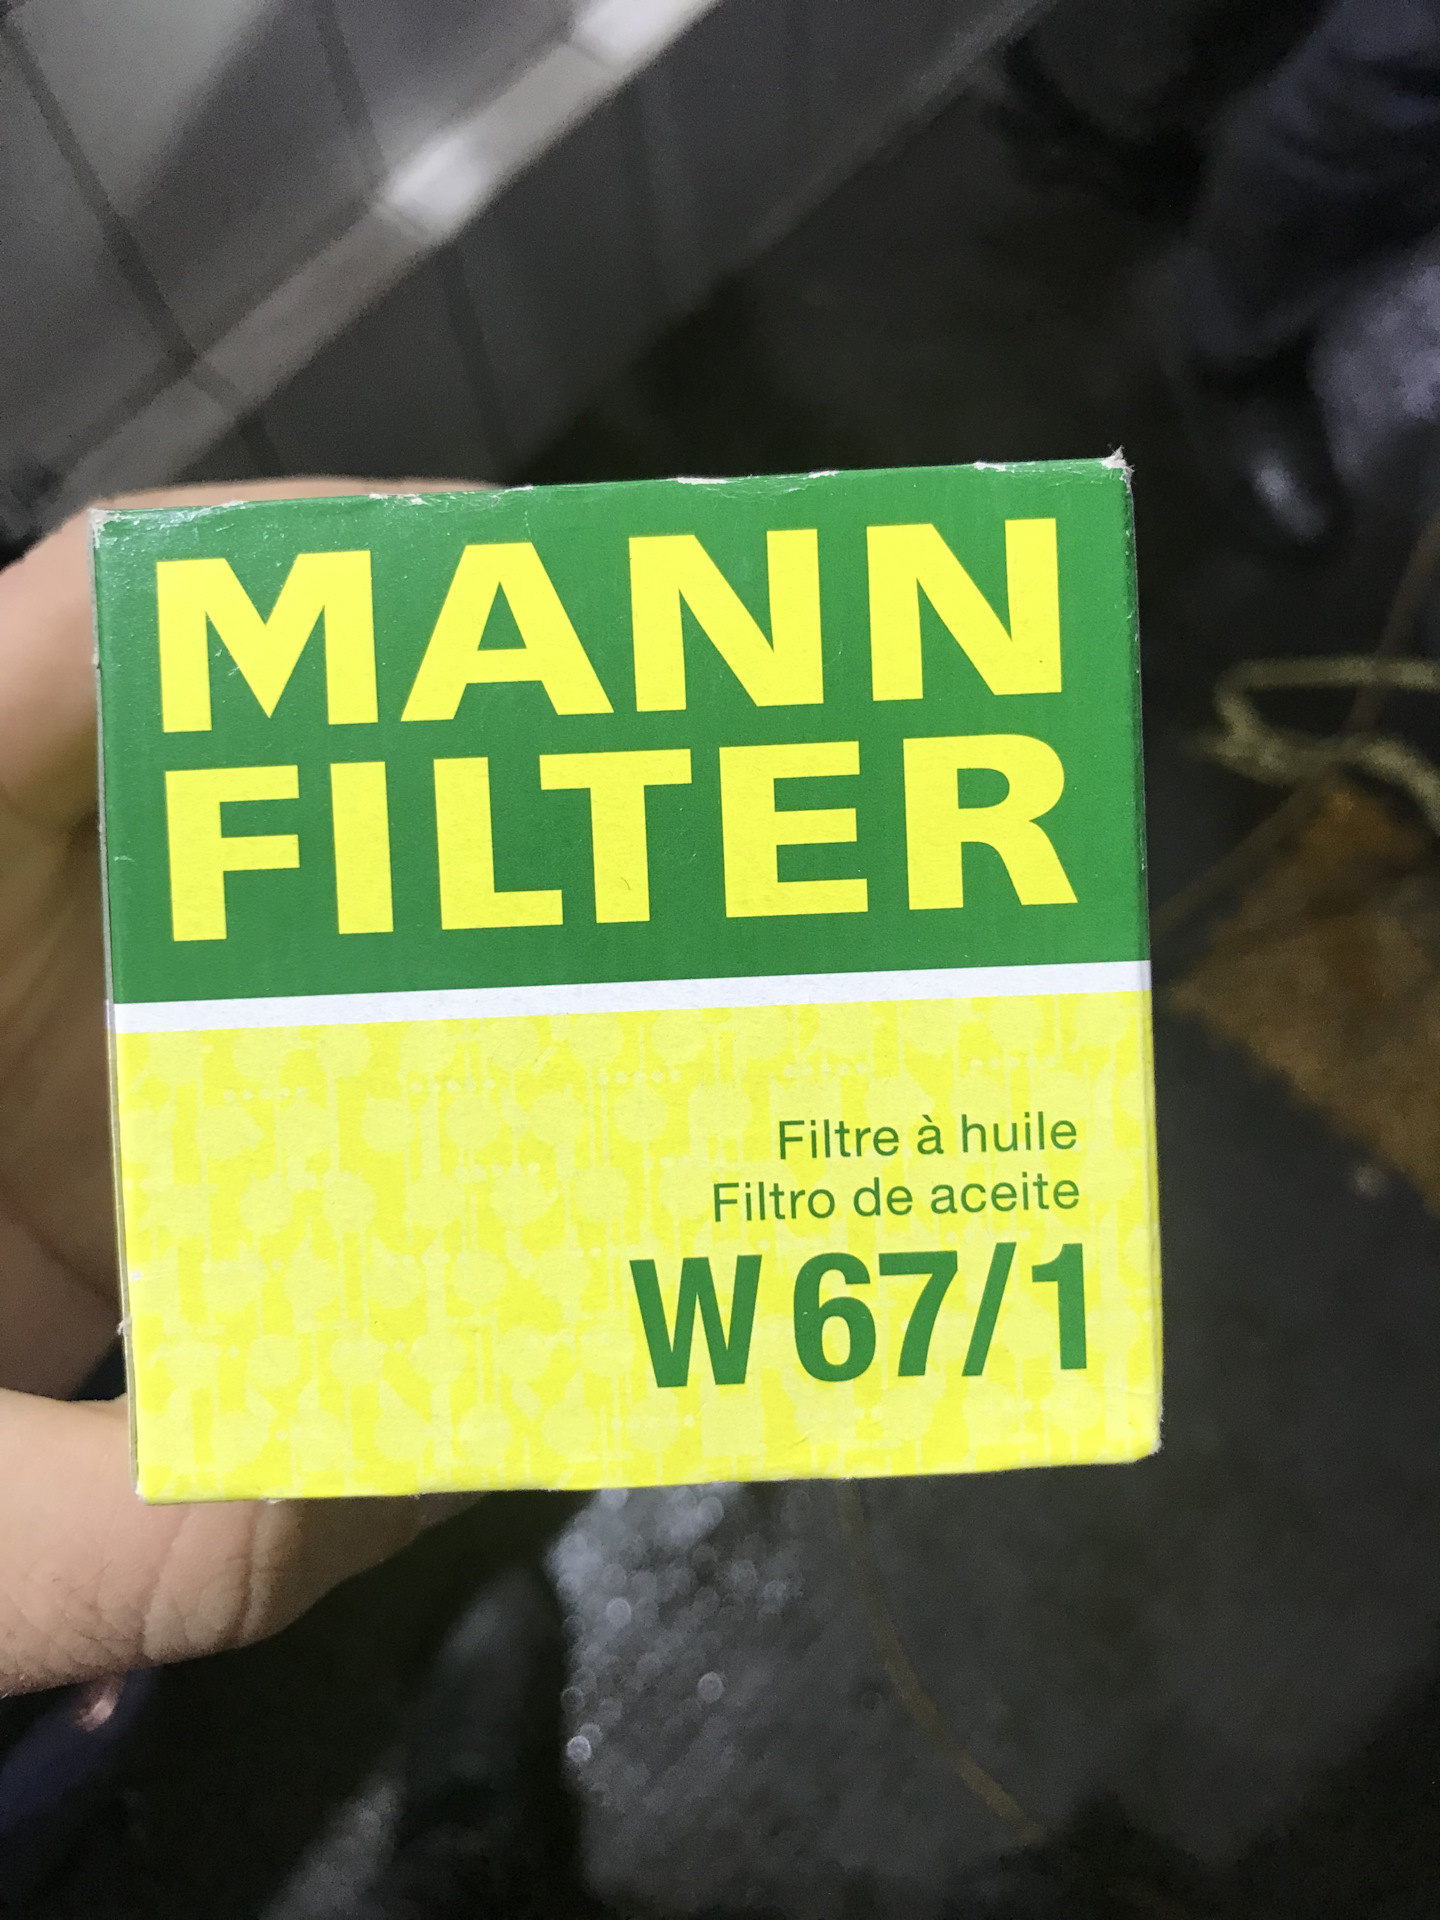 MANN
FILTER
Filtre à huile
Filtro de aceite
W 67/1